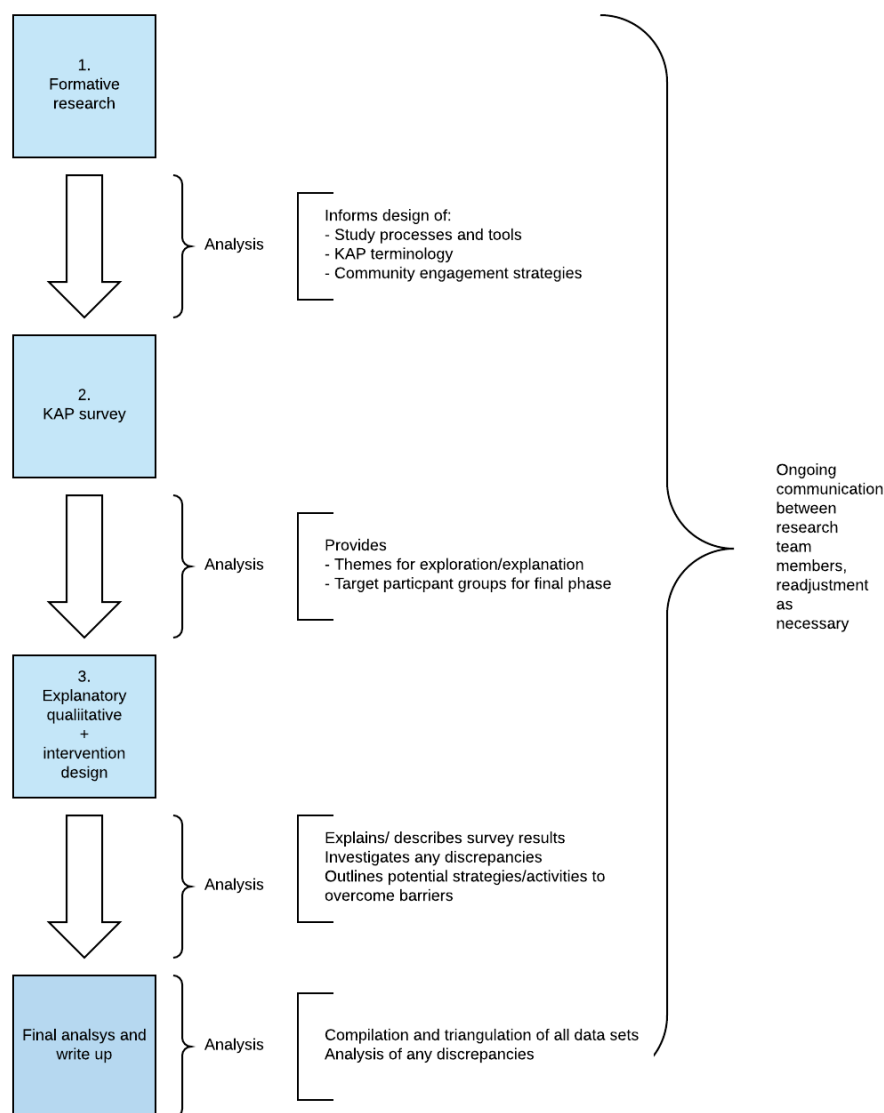 1.
Formative
research
Analysis
Informs design of:
- Study processes and tools
- KAP terminology
- Community engagement strategies
2.
KAP survey
Analysis
Provides
- Themes for exploration/explanation
- Target particpant groups for final phase
3.
Explanatory
qualiitative
+
intervention
design
Analysis
Explains/ describes survey results
Investigates any discrepancies
Outlines potential strategies/activities to
overcome barriers
Final analsys and
write up
Analysis
Compilation and triangulation of all data sets
Analysis of any discrepancies
Ongoing
communication
between
research
team
members,
readjustment
as
necessary